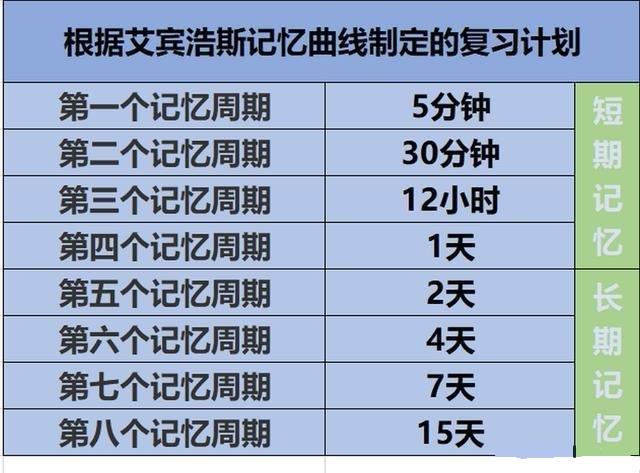 根据艾宾浩斯记忆曲线制定的复习计划
第一个记忆周期 5分钟
第二个记忆周期 30分钟
第三个记忆周期 12小时
第四个记忆周期 1天
短期记忆
第五个记忆周期 2天
第六个记忆周期 4天
第七个记忆周期 7天
第八个记忆周期 15天
长期记忆